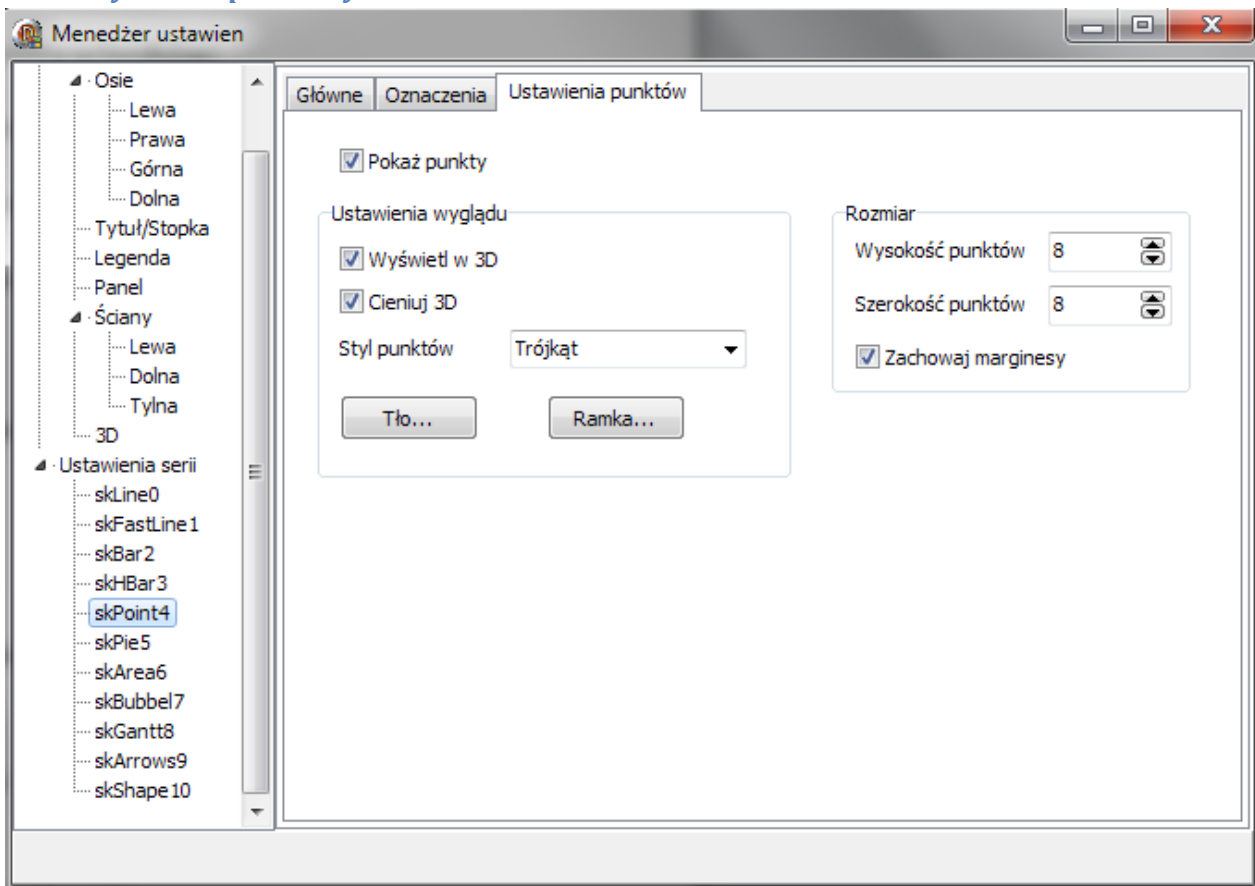 Menedżer ustawien
Osie
Lewa
Prawa
Górna
Dolna
Tytuł/Stopka
Legenda
Panel
Ściany
Lewa
Dolna
Tylna
3D
Ustawienia serii
skLine0
skFastLine1
skBar2
skHBar3
skPoint4
skPie5
skArea6
skBubbel7
skGantt8
skArrows9
skShape10
Główne Oznaczenia Ustawienia punktów
Pokaż punkty
Ustawienia wyglądu
Wyświetl w 3D
Cieniuj 3D
Styl punktów Trójkąt
Tło... Ramka...
Rozmiar
Wysokość punktów 8
Szerokość punktów 8
Zachowaj marginesy